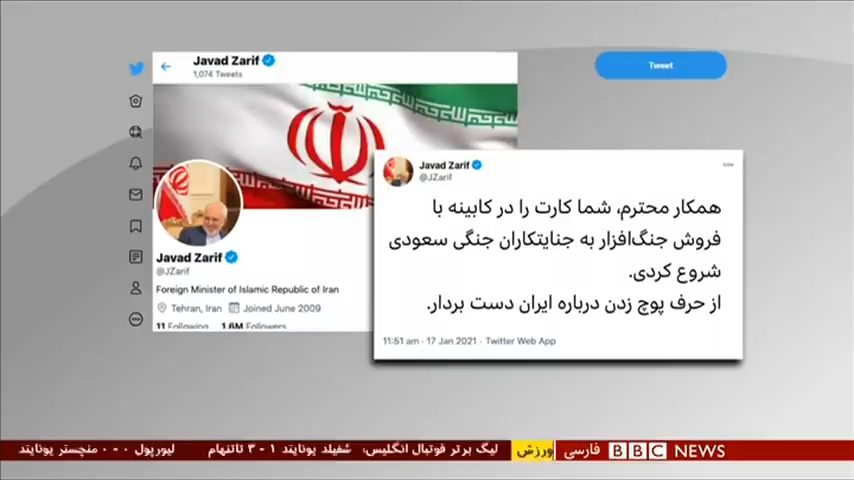 Javad Zarif
1,074 Tweets
Tweet
Javad Zarif
@JZarif
Foreign Minister of Islamic Republic of Iran
Tehran, Iran Joined June 2009
11 Following 1.6M Followers
Javad Zarif
@JZarif
همکار محترم، شما کارت را در کابینه با
فروش جنگ‌افزار به جنایتکاران جنگی سعودی
شروع کردی.
از حرف پوچ زدن درباره ایران دست بردار.
11:51 am · 17 Jan 2021 · Twitter Web App
BBC NEWS فارسی
ورزش
لیگ برتر فوتبال انگلیس: شفیلد یونایتد ۱ - ۳ تاتنهام لیورپول ۰ - ۰ منچستر یونایتد